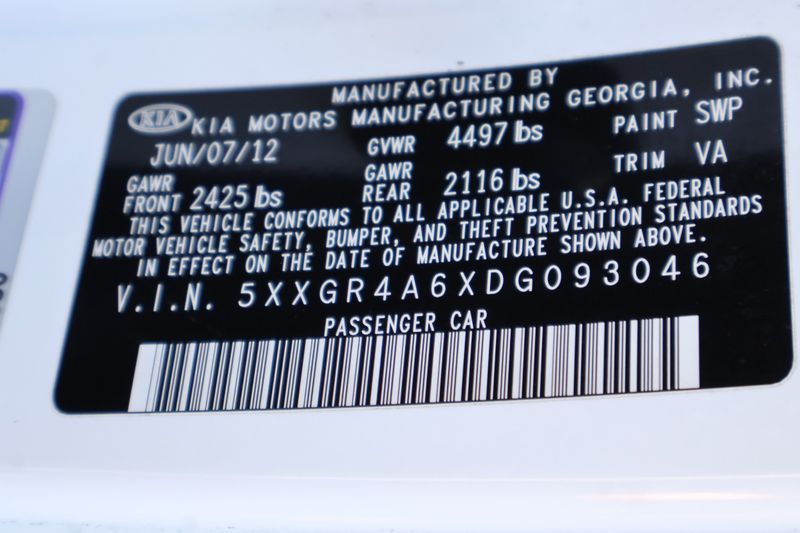 MANUFACTURED BY
KIA KIA MOTORS MANUFACTURING GEORGIA, INC.
JUN/07/12 GVWR 4497 lbs PAINT SWP
GAWR FRONT 2425 lbs GAWR REAR 2116 lbs TRIM VA
THIS VEHICLE CONFORMS TO ALL APPLICABLE U.S.A. FEDERAL
MOTOR VEHICLE SAFETY, BUMPER, AND THEFT PREVENTION STANDARDS
IN EFFECT ON THE DATE OF MANUFACTURE SHOWN ABOVE.
V.I.N. 5XXGR4A6XDG093046
PASSENGER CAR